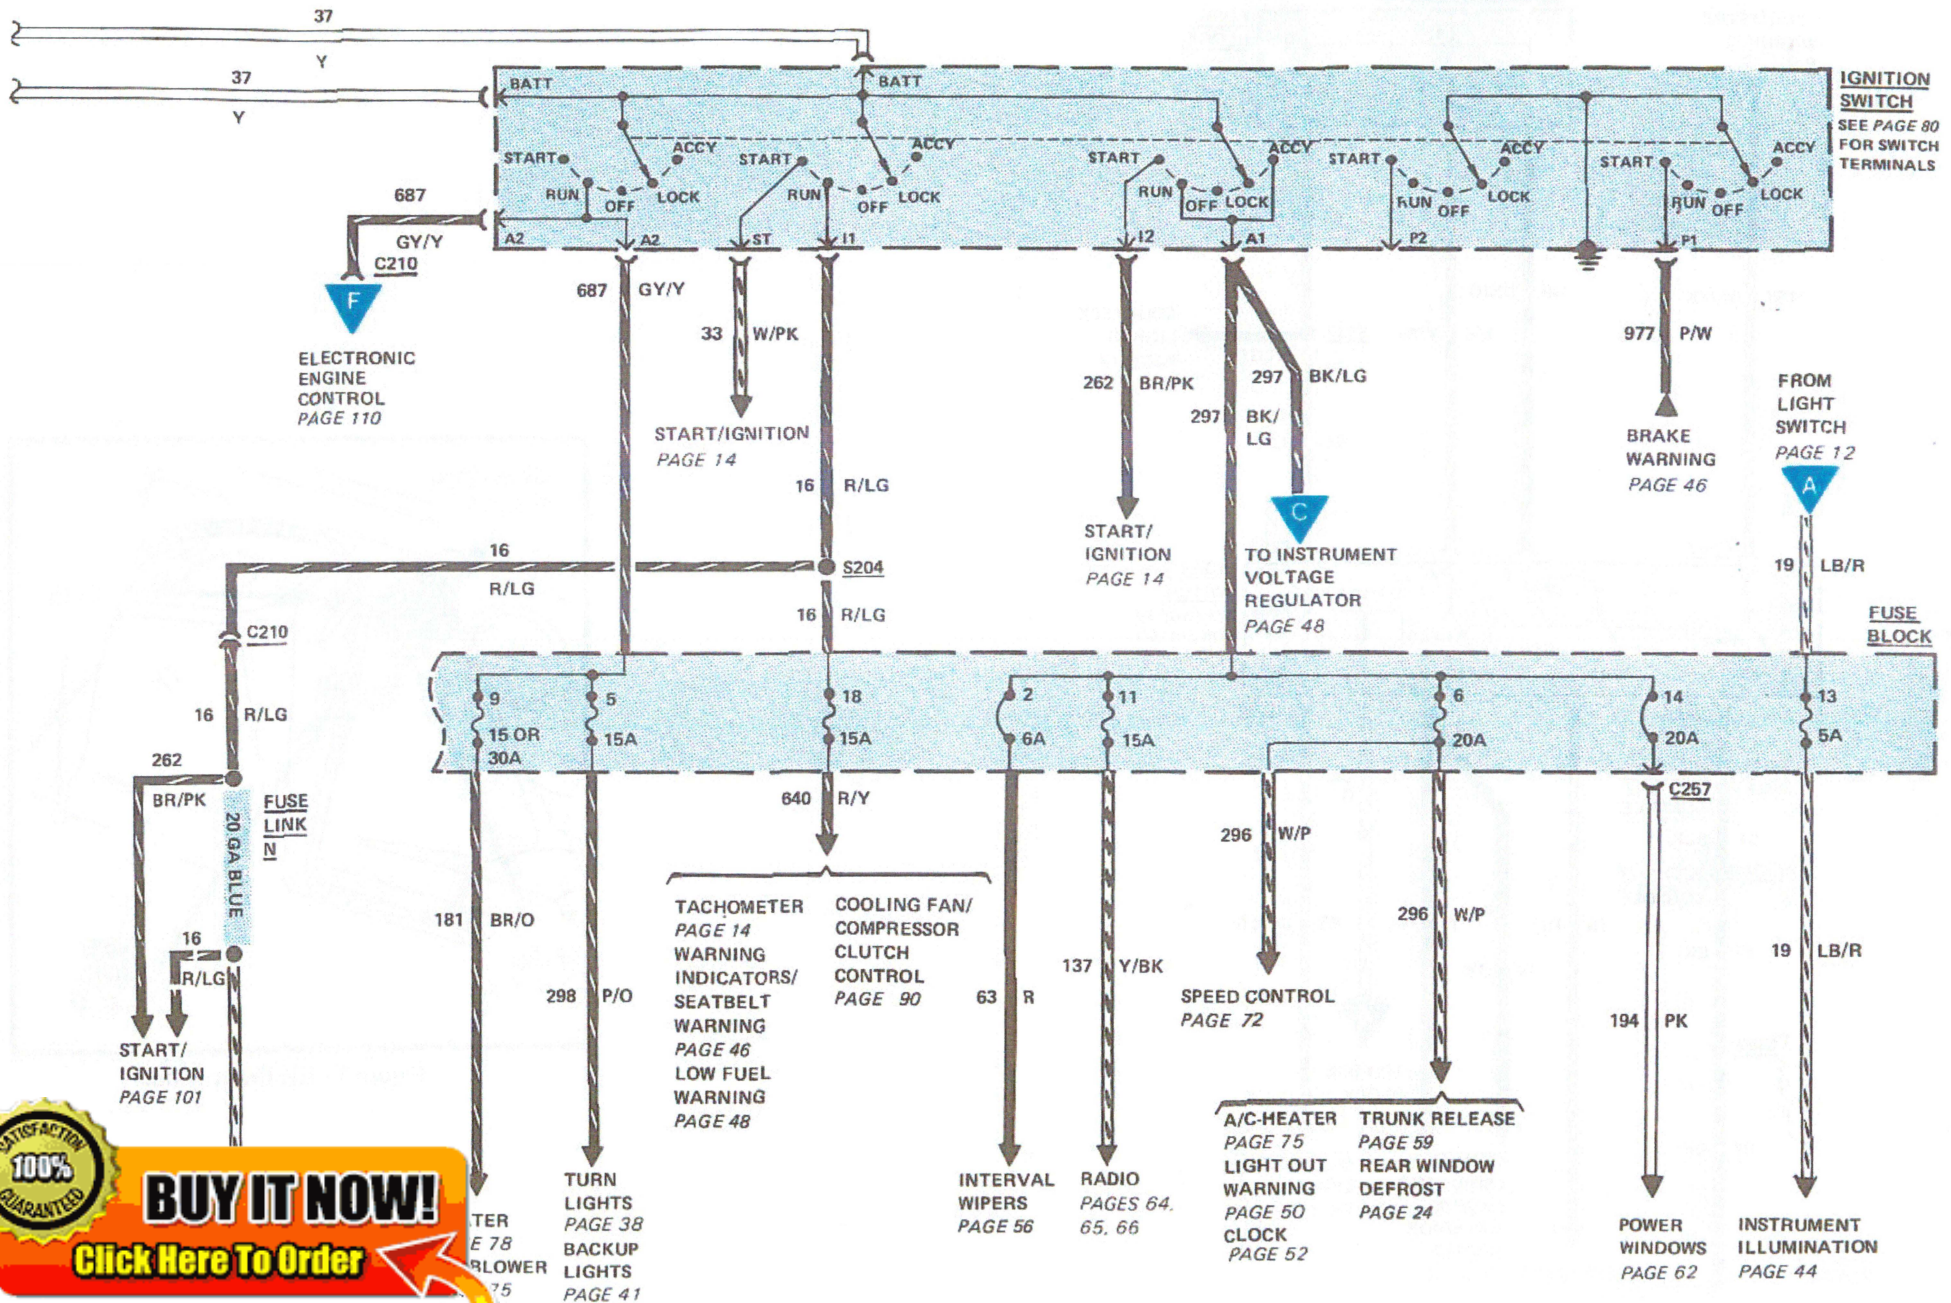 37
Y
37
Y
BATT
BATT
IGNITION
SWITCH
SEE PAGE 80
FOR SWITCH
TERMINALS
START
ACCY
RUN
OFF
LOCK
START
ACCY
RUN
OFF
LOCK
START
ACCY
RUN
OFF
LOCK
START
ACCY
RUN
OFF
LOCK
START
ACCY
RUN
OFF
LOCK
A2
A2
ST
I1
I2
A1
P2
P1
687
GY/Y
C210
F
ELECTRONIC
ENGINE
CONTROL
PAGE 110
687 GY/Y
33 W/PK
START/IGNITION
PAGE 14
16 R/LG
262 BR/PK
START/
IGNITION
PAGE 14
297 BK/LG
297 BK/
LG
C
TO INSTRUMENT
VOLTAGE
REGULATOR
PAGE 48
977 P/W
BRAKE
WARNING
PAGE 46
FROM
LIGHT
SWITCH
PAGE 12
A
19 LB/R
16
R/LG
S204
16 R/LG
C210
FUSE
BLOCK
16 R/LG
262
BR/PK
FUSE
LINK
N
20 GA BLUE
16
R/LG
START/
IGNITION
PAGE 101
9
15 OR
30A
5
15A
18
15A
2
6A
11
15A
6
20A
14
20A
13
5A
C257
181 BR/O
298 P/O
640 R/Y
63 R
137 Y/BK
296 W/P
296 W/P
194 PK
19 LB/R
TACHOMETER
PAGE 14
WARNING
INDICATORS/
SEATBELT
WARNING
PAGE 46
LOW FUEL
WARNING
PAGE 48
COOLING FAN/
COMPRESSOR
CLUTCH
CONTROL
PAGE 90
SPEED CONTROL
PAGE 72
TURN
LIGHTS
PAGE 38
BACKUP
LIGHTS
PAGE 41
INTERVAL
WIPERS
PAGE 56
RADIO
PAGES 64,
65, 66
A/C-HEATER
PAGE 75
LIGHT OUT
WARNING
PAGE 50
CLOCK
PAGE 52
TRUNK RELEASE
PAGE 59
REAR WINDOW
DEFROST
PAGE 24
POWER
WINDOWS
PAGE 62
INSTRUMENT
ILLUMINATION
PAGE 44
TER
E 78
BLOWER
75
SATISFACTION
100%
GUARANTEED
BUY IT NOW!
Click Here To Order